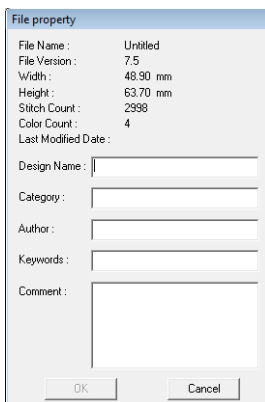 File property
File Name : Untitled
File Version : 7.5
Width : 48.90 mm
Height : 63.70 mm
Stitch Count : 2998
Color Count : 4
Last Modified Date :
Design Name :
Category :
Author :
Keywords :
Comment :
OK Cancel